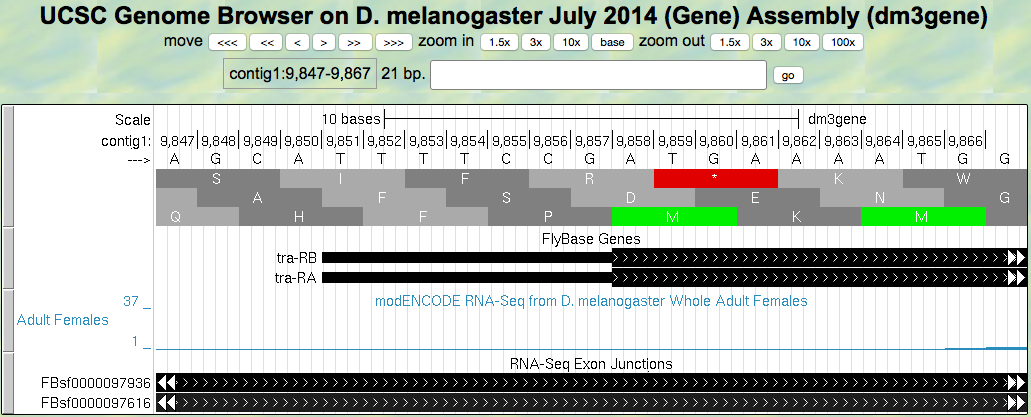 UCSC Genome Browser on D. melanogaster July 2014 (Gene) Assembly (dm3gene)
move <<< << < > >> >>> zoom in 1.5x 3x 10x base zoom out 1.5x 3x 10x 100x
contig1:9,847-9,867 21 bp. go
Scale 10 bases dm3gene
contig1: 9,847| 9,848| 9,849| 9,850| 9,851| 9,852| 9,853| 9,854| 9,855| 9,856| 9,857| 9,858| 9,859| 9,860| 9,861| 9,862| 9,863| 9,864| 9,865| 9,866|
---> A G C A T T T T C C G A T G A A A A T G G
S I F R * K W
A F S D E N G
Q H F P M K M
FlyBase Genes
tra-RB
tra-RA
modENCODE RNA-Seq from D. melanogaster Whole Adult Females
37 _
Adult Females
1 _
RNA-Seq Exon Junctions
FBsf0000097936
FBsf0000097616